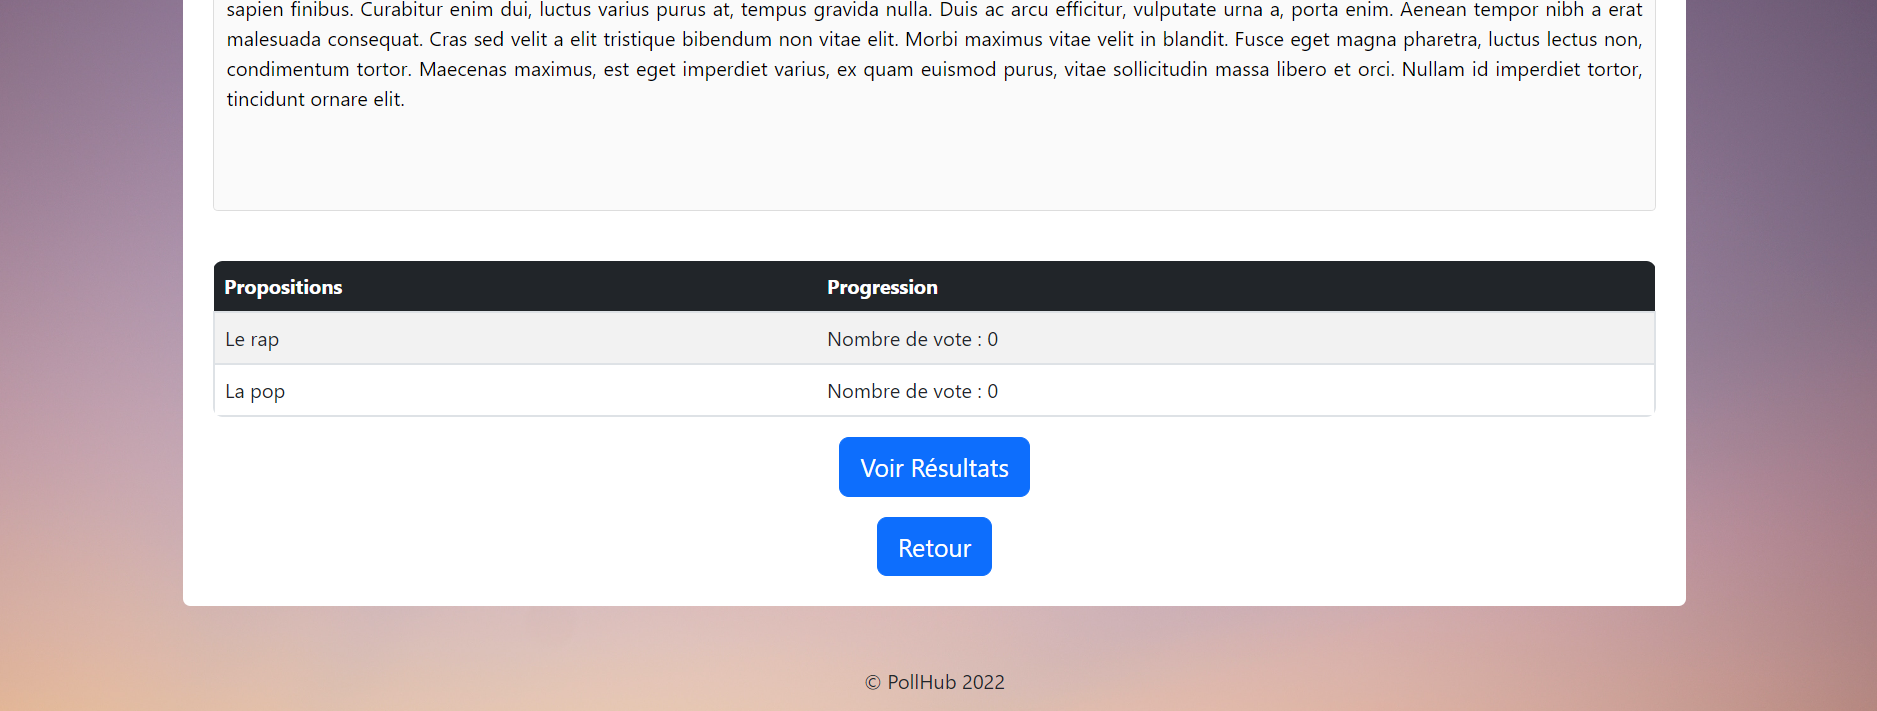 sapien finibus. Curabitur enim dui, luctus varius purus at, tempus gravida nulla. Duis ac arcu efficitur, vulputate urna a, porta enim. Aenean tempor nibh a erat
malesuada consequat. Cras sed velit a elit tristique bibendum non vitae elit. Morbi maximus vitae velit in blandit. Fusce eget magna pharetra, luctus lectus non,
condimentum tortor. Maecenas maximus, est eget imperdiet varius, ex quam euismod purus, vitae sollicitudin massa libero et orci. Nullam id imperdiet tortor,
tincidunt ornare elit.
Propositions Progression
Le rap Nombre de vote : 0
La pop Nombre de vote : 0
Voir Résultats
Retour
© PollHub 2022